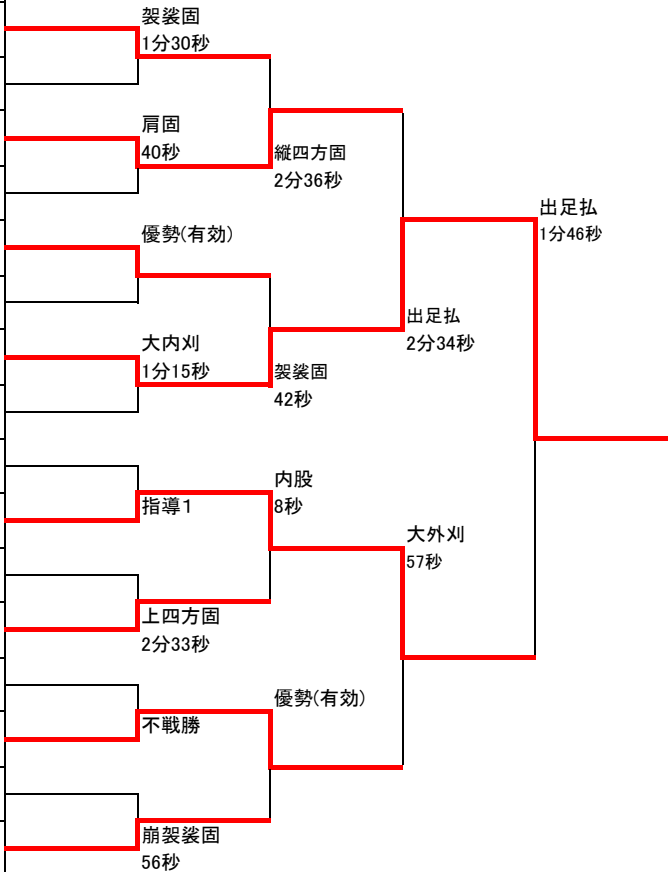 袈裟固
1分30秒
肩固
40秒
縦四方固
2分36秒
優勢(有効)
出足払
1分46秒
大内刈
1分15秒
出足払
2分34秒
袈裟固
42秒
内股
8秒
指導1
大外刈
57秒
上四方固
2分33秒
優勢(有効)
不戦勝
崩袈裟固
56秒